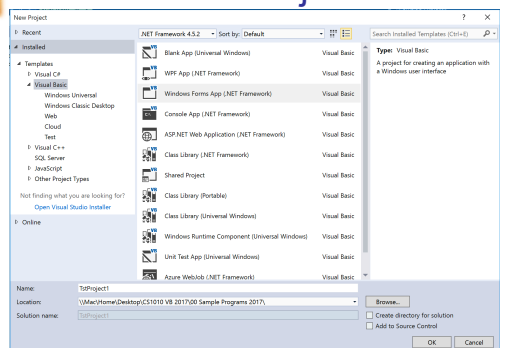 New Project
? ×
Recent
.NET Framework 4.5.2 Sort by: Default
Search Installed Templates (Ctrl+E)
Installed
Templates
Visual C#
Visual Basic
Windows Universal
Windows Classic Desktop
Web
Cloud
Test
Visual C++
SQL Server
JavaScript
Other Project Types
Not finding what you are looking for?
Open Visual Studio Installer
Online
Blank App (Universal Windows) Visual Basic
WPF App (.NET Framework) Visual Basic
Windows Forms App (.NET Framework) Visual Basic
Console App (.NET Framework) Visual Basic
ASP.NET Web Application (.NET Framework) Visual Basic
Class Library (.NET Framework) Visual Basic
Shared Project Visual Basic
Class Library (Portable) Visual Basic
Class Library (Universal Windows) Visual Basic
Windows Runtime Component (Universal Windows) Visual Basic
Unit Test App (Universal Windows) Visual Basic
Azure WebJob (.NET Framework) Visual Basic
Type: Visual Basic
A project for creating an application with
a Windows user interface
Name: TstProject1
Location: \\Mac\Home\Desktop\CS1010 VB 2017\00 Sample Programs 2017\
Browse...
Solution name: TstProject1
Create directory for solution
Add to Source Control
OK Cancel